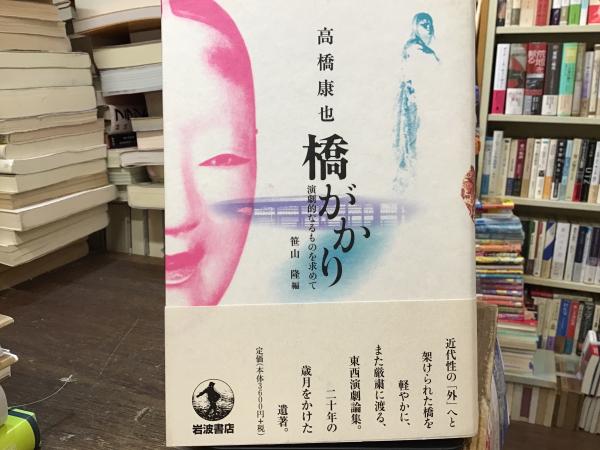 高橋康也
橋がかり
演劇的なるものを求めて
笹山 隆 編
近代性の「外」へと
架けられた橋を
軽やかに、
また厳粛に渡る、
東西演劇論集。
二十年の
歳月をかけた
遺著。
定価(本体3600円+税)
岩波書店